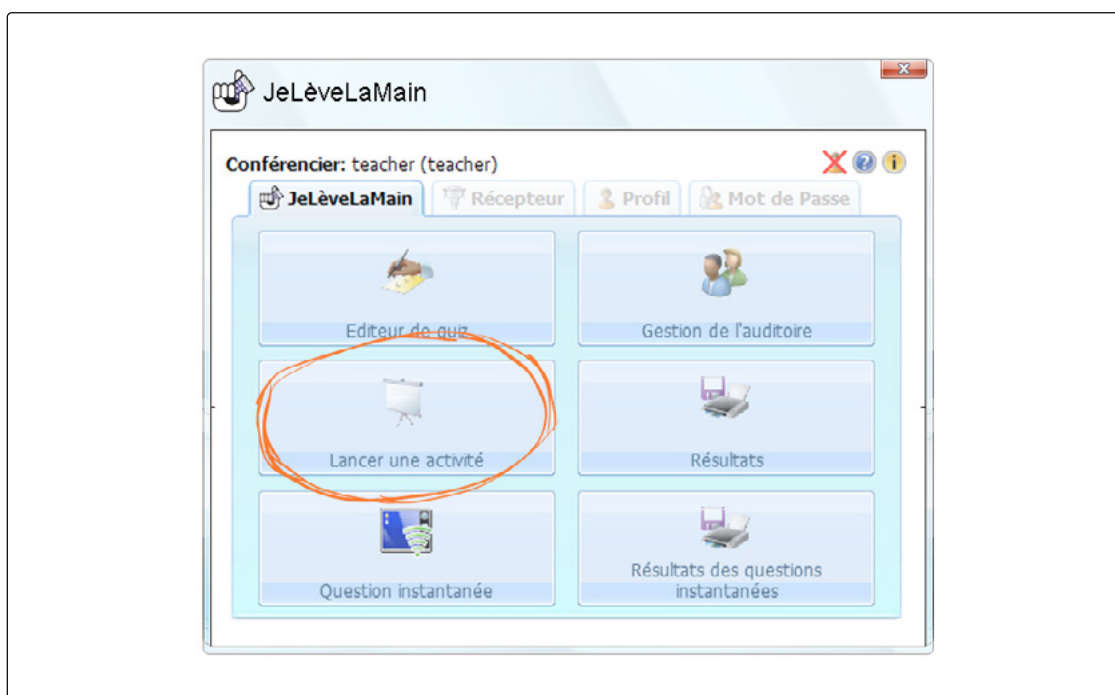 JeLèveLaMain
Conférencier: teacher (teacher)
JeLèveLaMain Récepteur Profil Mot de Passe
Editeur de quiz Gestion de l'auditoire
Lancer une activité Résultats
Question instantanée Résultats des questions
instantanées